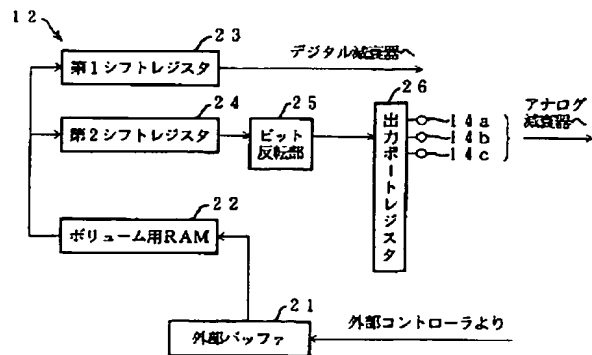 12
23
第1シフトレジスタ
デジタル減衰器へ
24
第2シフトレジスタ
25
ビット
反転部
26
出力ポートレジスタ
14a
14b
14c
アナログ
減衰器へ
22
ボリューム用RAM
21
外部バッファ
外部コントローラより